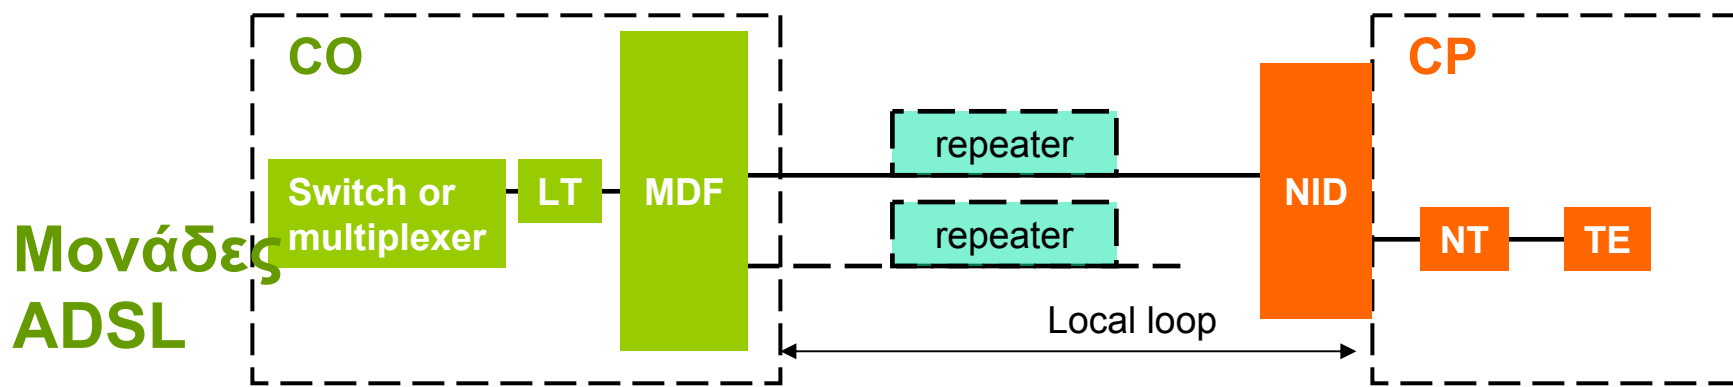 CO
CP
repeater
Switch or
multiplexer
LT
MDF
NID
repeater
NT
TE
Μονάδες
ADSL
Local loop